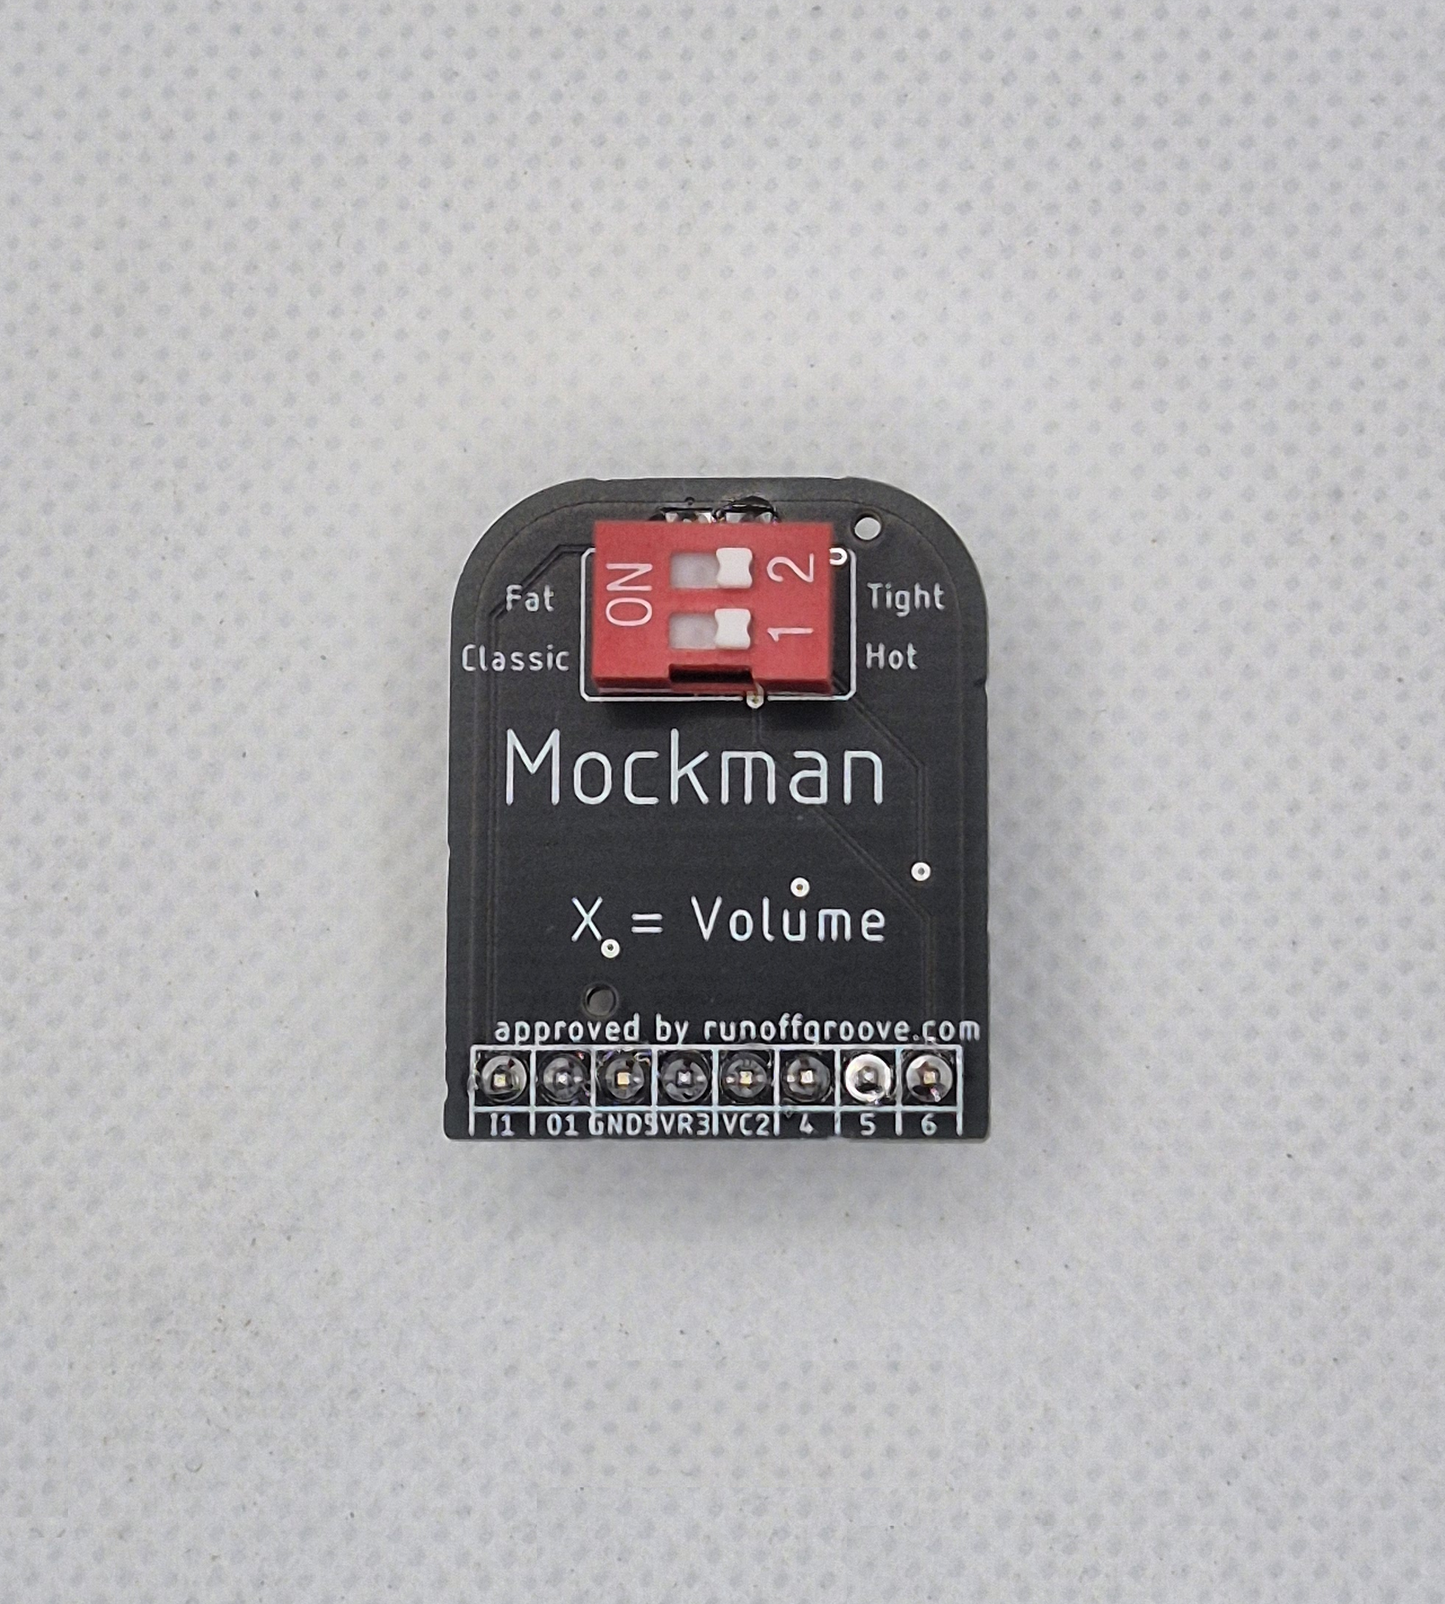 ON 1 2
Fat Tight
Classic Hot
Mockman
X = Volume
approved by runoffgroove.com
I1 O1 GND VR3 VC2 4 5 6